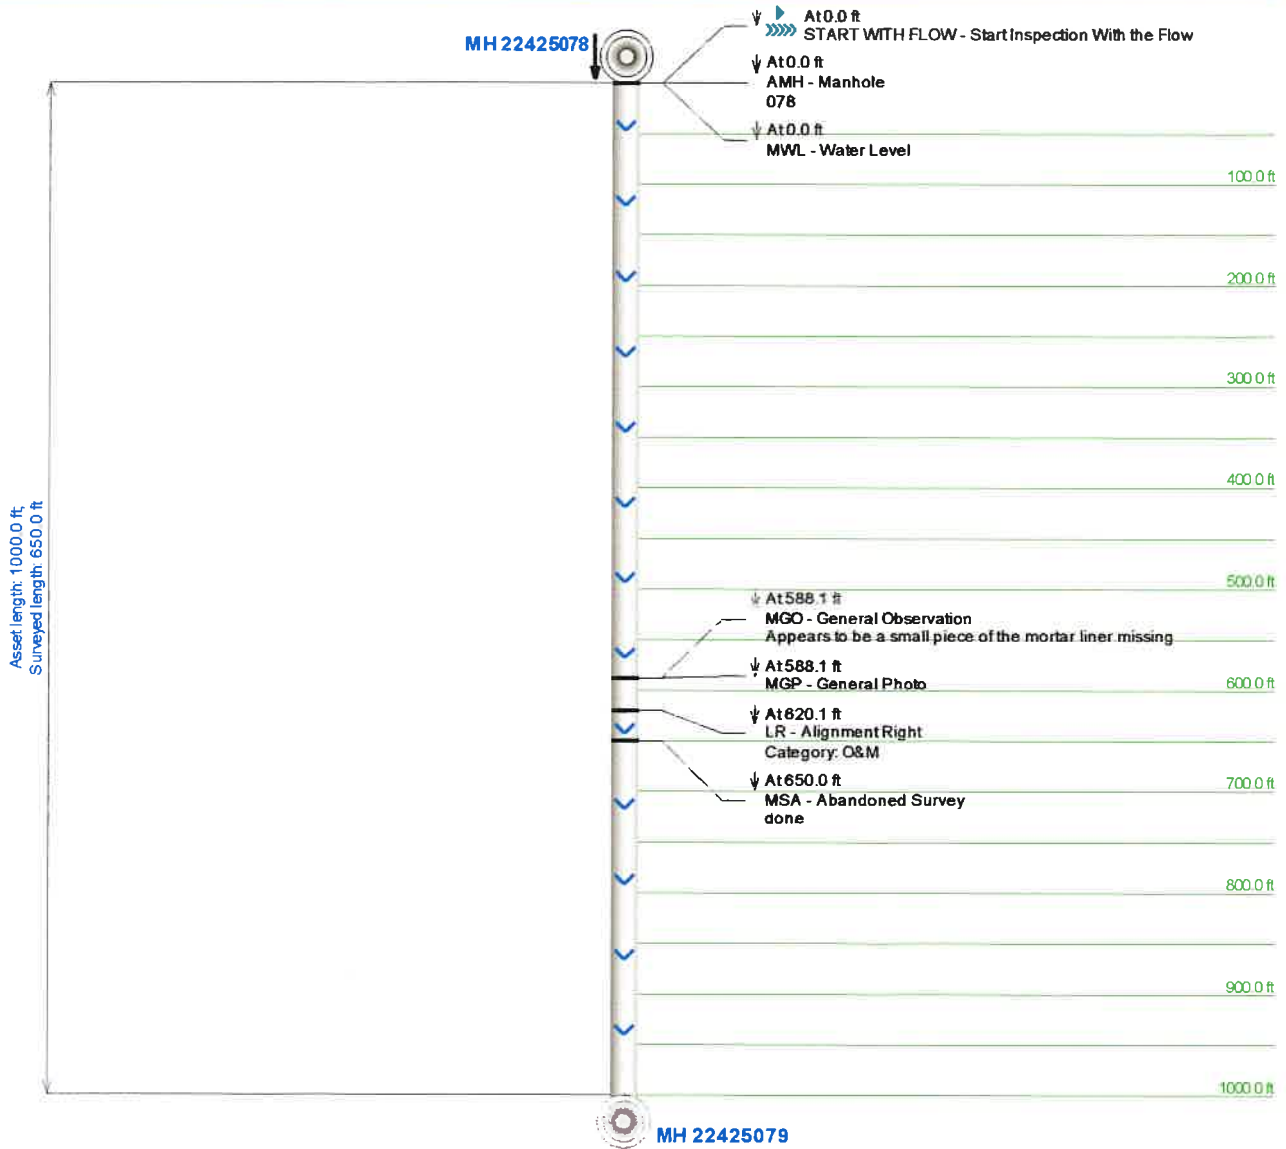 MH 22425078
At 0.0 ft
START WITH FLOW - Start Inspection With the Flow
At 0.0 ft
AMH - Manhole
078
At 0.0 ft
MWL - Water Level
100.0 ft
200.0 ft
300.0 ft
400.0 ft
500.0 ft
Asset length: 1000.0 ft;
Surveyed length: 650.0 ft
At 588.1 ft
MGO - General Observation
Appears to be a small piece of the mortar liner missing
At 588.1 ft
MGP - General Photo
600.0 ft
At 620.1 ft
LR - Alignment Right
Category: O&M
At 650.0 ft
MSA - Abandoned Survey
done
700.0 ft
800.0 ft
900.0 ft
1000.0 ft
MH 22425079